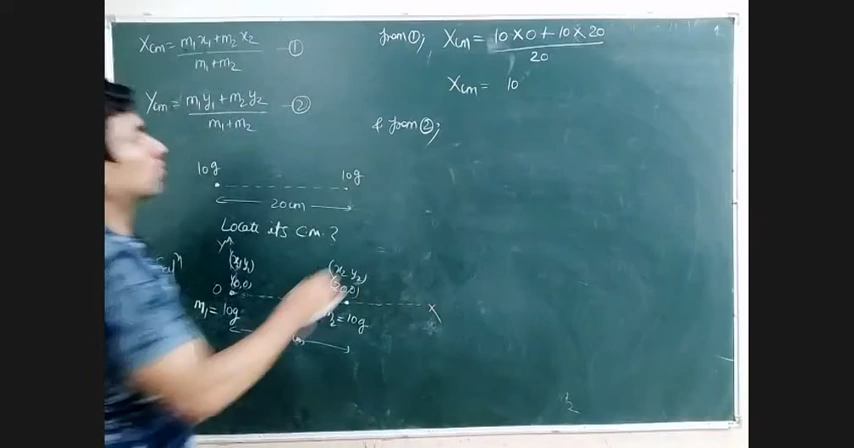 Xcm = m₁x₁ + m₂x₂ / m₁+m₂ — ①
Ycm = m₁y₁ + m₂y₂ / m₁+m₂ — ②
10g 10g
20cm
Locate its C.M. ?
Y
(x₁ y₁) (x₂ y₂)
(0,0) (20,0)
O X
m₁ = 10g = 10g
from ①; Xcm = 10 × 0 + 10 × 20 / 20
Xcm = 10
& from ②;